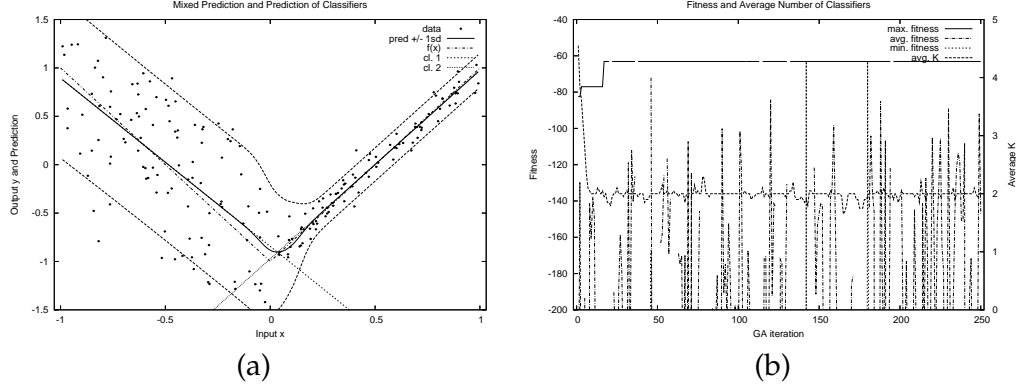 Mixed Prediction and Prediction of Classifiers
data
pred +/- 1sd
f(x)
cl. 1
cl. 2
Output y and Prediction
1.5
1
0.5
0
-0.5
-1
-1.5
-1
-0.5
0
0.5
1
Input x
(a)
Fitness and Average Number of Classifiers
max. fitness
avg. fitness
min. fitness
avg. K
Fitness
-40
-60
-80
-100
-120
-140
-160
-180
-200
0
50
100
150
200
250
GA iteration
5
4
3
2
1
0
Average K
(b)